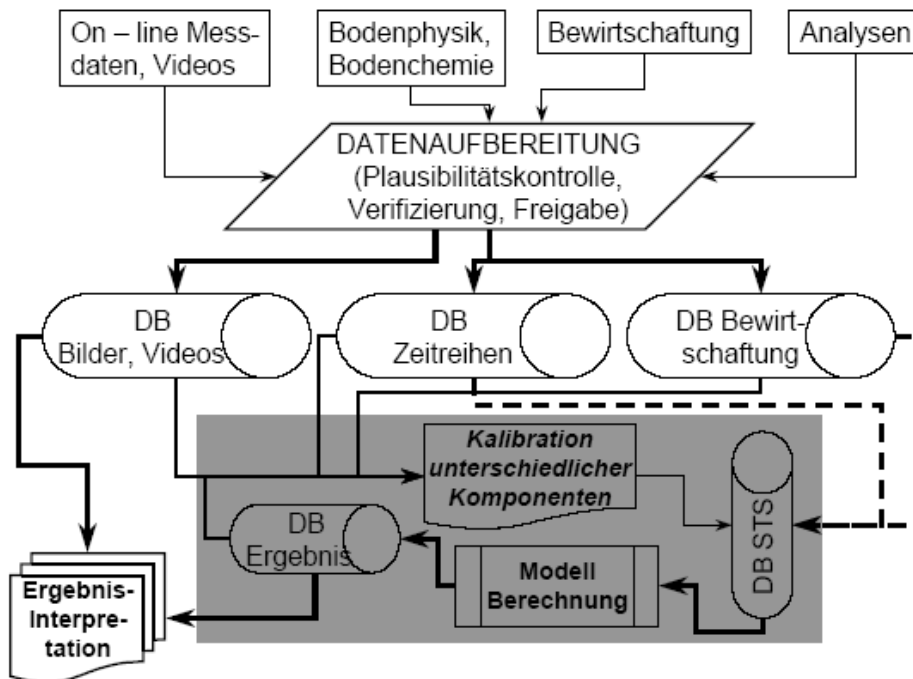 On – line Mess-
daten, Videos
Bodenphysik,
Bodenchemie
Bewirtschaftung
Analysen
DATENAUFBEREITUNG
(Plausibilitätskontrolle,
Verifizierung, Freigabe)
DB
Bilder, Videos
DB
Zeitreihen
DB Bewirt-
schaftung
Kalibration
unterschiedlicher
Komponenten
DB STS
DB
Ergebnis
Modell
Berechnung
Ergebnis-
Interpre-
tation